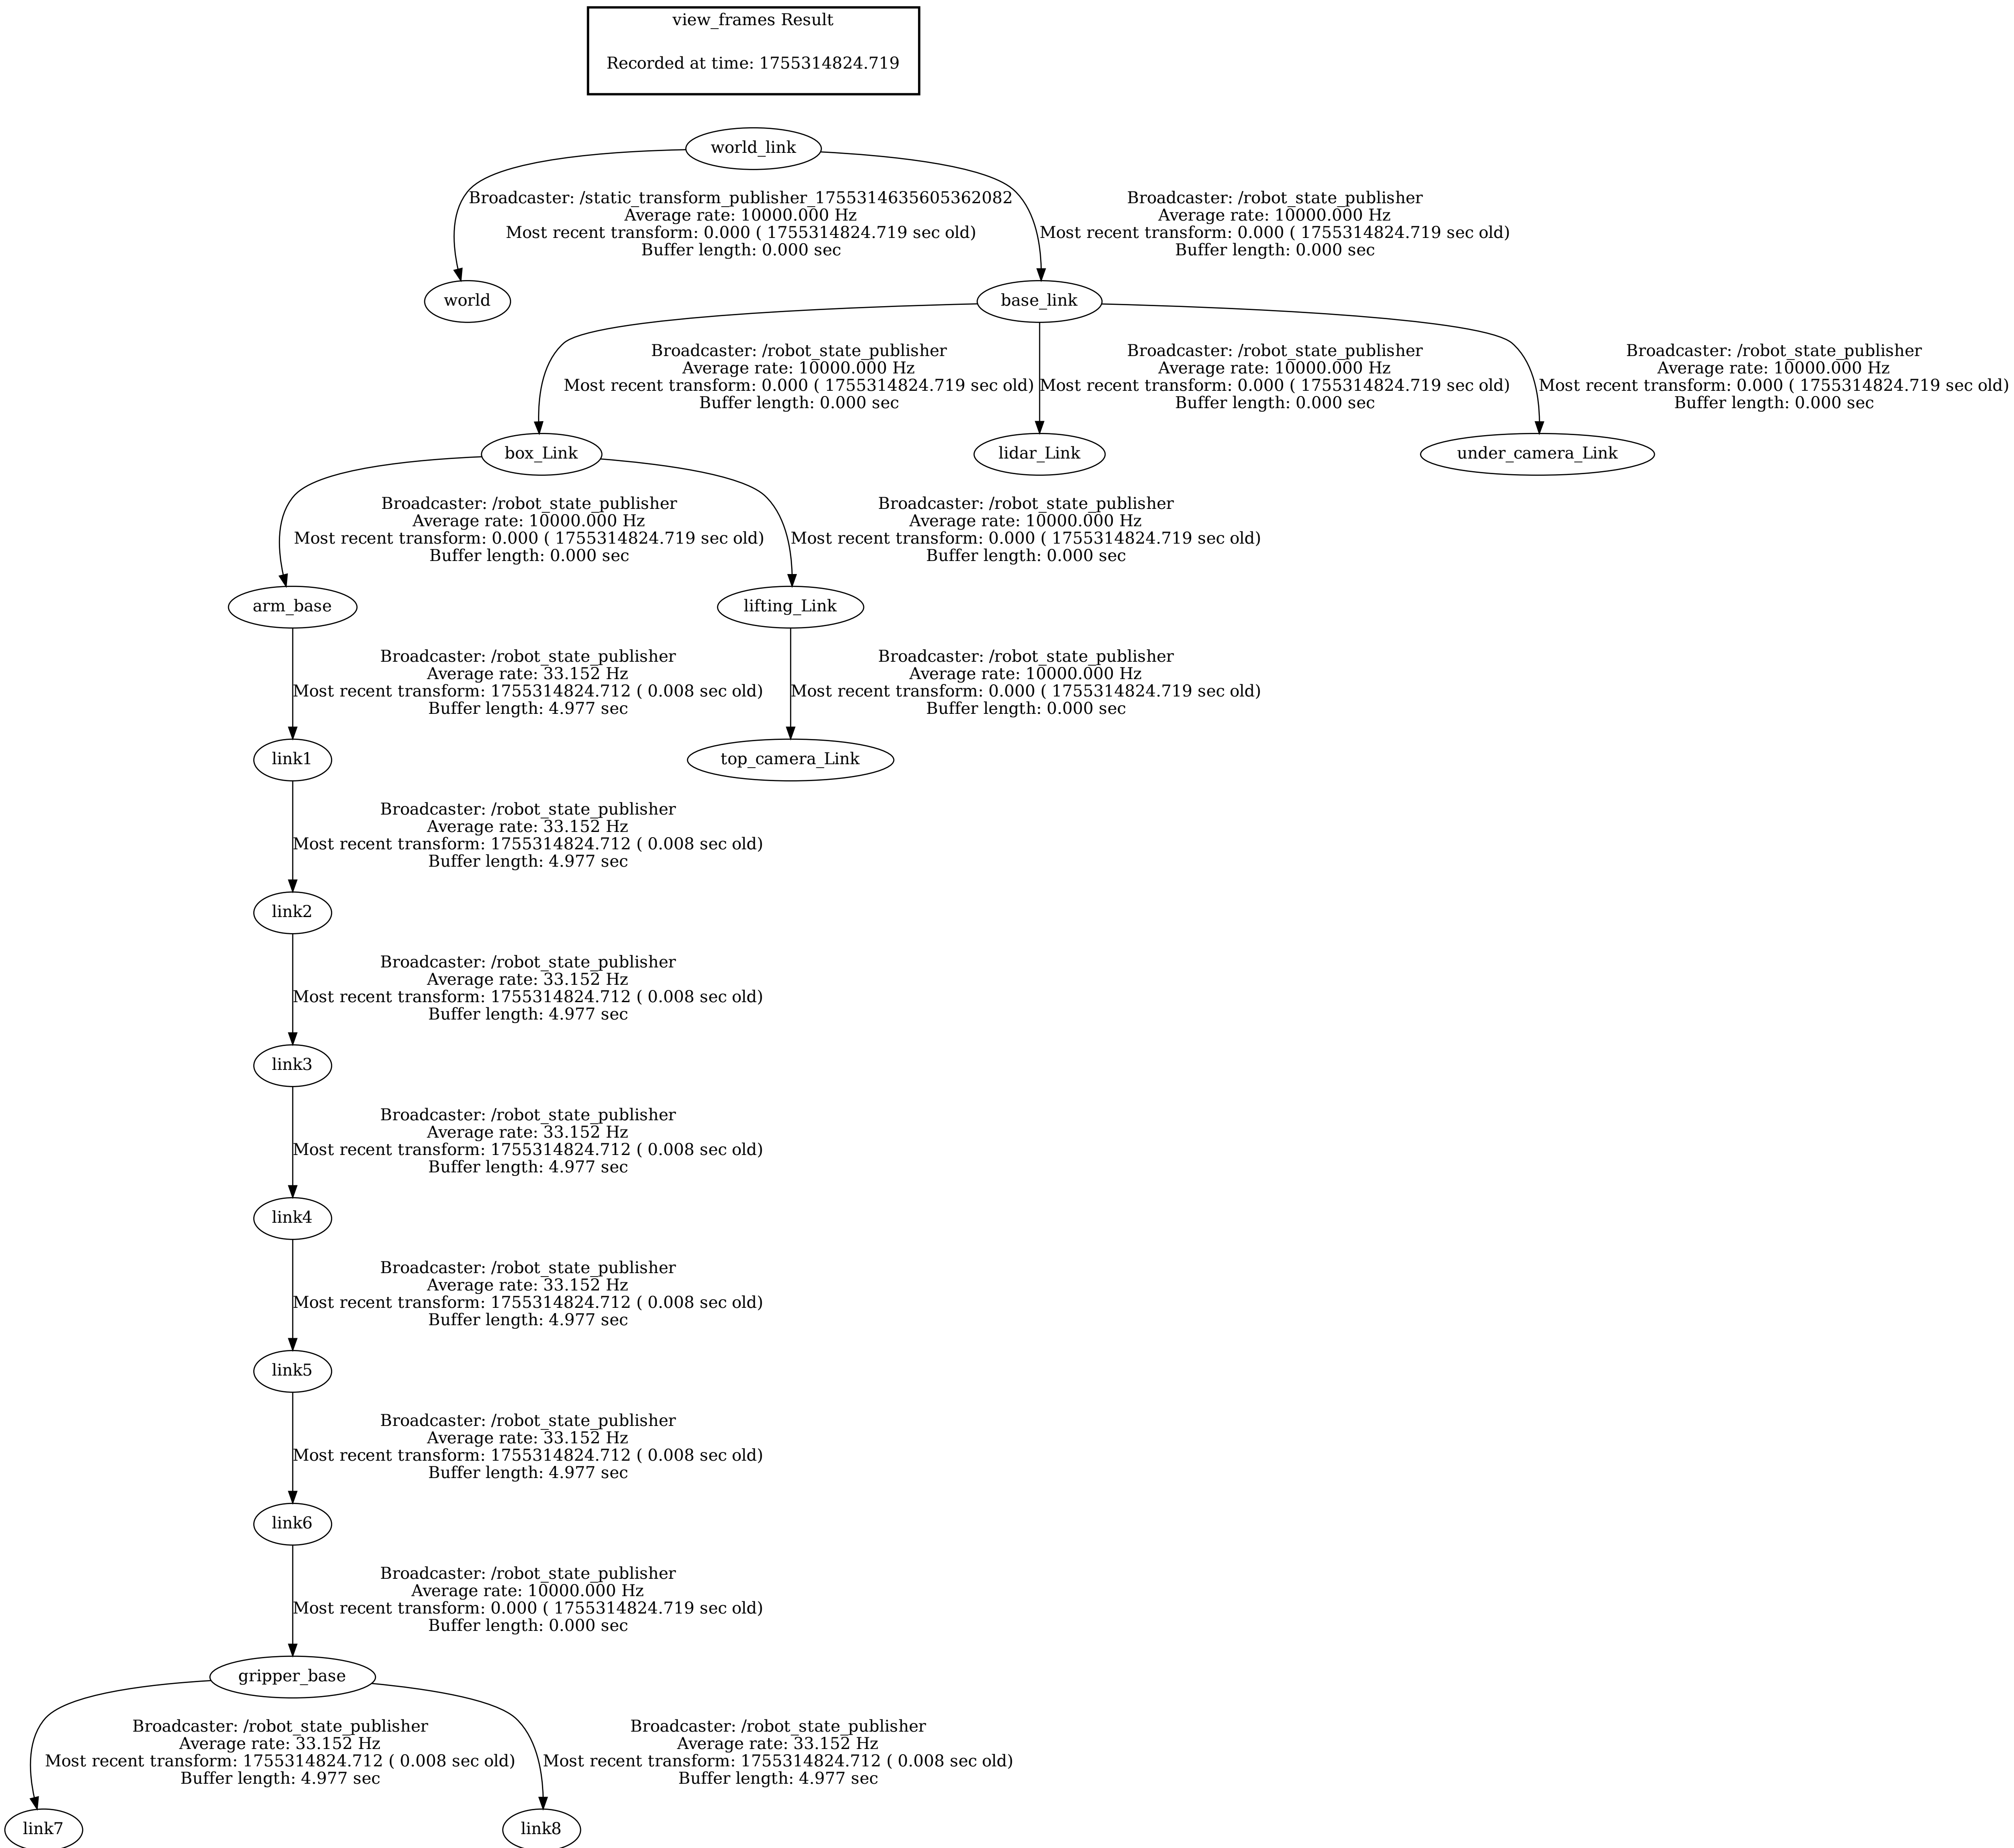 view_frames Result
Recorded at time: 1755314824.719
world_link
Broadcaster: /static_transform_publisher_1755314635605362082
Average rate: 10000.000 Hz
Most recent transform: 0.000 ( 1755314824.719 sec old)
Buffer length: 0.000 sec
Broadcaster: /robot_state_publisher
Average rate: 10000.000 Hz
Most recent transform: 0.000 ( 1755314824.719 sec old)
Buffer length: 0.000 sec
world
base_link
Broadcaster: /robot_state_publisher
Average rate: 10000.000 Hz
Most recent transform: 0.000 ( 1755314824.719 sec old)
Buffer length: 0.000 sec
Broadcaster: /robot_state_publisher
Average rate: 10000.000 Hz
Most recent transform: 0.000 ( 1755314824.719 sec old)
Buffer length: 0.000 sec
Broadcaster: /robot_state_publisher
Average rate: 10000.000 Hz
Most recent transform: 0.000 ( 1755314824.719 sec old)
Buffer length: 0.000 sec
box_Link
lidar_Link
under_camera_Link
Broadcaster: /robot_state_publisher
Average rate: 10000.000 Hz
Most recent transform: 0.000 ( 1755314824.719 sec old)
Buffer length: 0.000 sec
Broadcaster: /robot_state_publisher
Average rate: 10000.000 Hz
Most recent transform: 0.000 ( 1755314824.719 sec old)
Buffer length: 0.000 sec
arm_base
lifting_Link
Broadcaster: /robot_state_publisher
Average rate: 33.152 Hz
Most recent transform: 1755314824.712 ( 0.008 sec old)
Buffer length: 4.977 sec
Broadcaster: /robot_state_publisher
Average rate: 10000.000 Hz
Most recent transform: 0.000 ( 1755314824.719 sec old)
Buffer length: 0.000 sec
link1
top_camera_Link
Broadcaster: /robot_state_publisher
Average rate: 33.152 Hz
Most recent transform: 1755314824.712 ( 0.008 sec old)
Buffer length: 4.977 sec
link2
Broadcaster: /robot_state_publisher
Average rate: 33.152 Hz
Most recent transform: 1755314824.712 ( 0.008 sec old)
Buffer length: 4.977 sec
link3
Broadcaster: /robot_state_publisher
Average rate: 33.152 Hz
Most recent transform: 1755314824.712 ( 0.008 sec old)
Buffer length: 4.977 sec
link4
Broadcaster: /robot_state_publisher
Average rate: 33.152 Hz
Most recent transform: 1755314824.712 ( 0.008 sec old)
Buffer length: 4.977 sec
link5
Broadcaster: /robot_state_publisher
Average rate: 33.152 Hz
Most recent transform: 1755314824.712 ( 0.008 sec old)
Buffer length: 4.977 sec
link6
Broadcaster: /robot_state_publisher
Average rate: 10000.000 Hz
Most recent transform: 0.000 ( 1755314824.719 sec old)
Buffer length: 0.000 sec
gripper_base
Broadcaster: /robot_state_publisher
Average rate: 33.152 Hz
Most recent transform: 1755314824.712 ( 0.008 sec old)
Buffer length: 4.977 sec
Broadcaster: /robot_state_publisher
Average rate: 33.152 Hz
Most recent transform: 1755314824.712 ( 0.008 sec old)
Buffer length: 4.977 sec
link7
link8